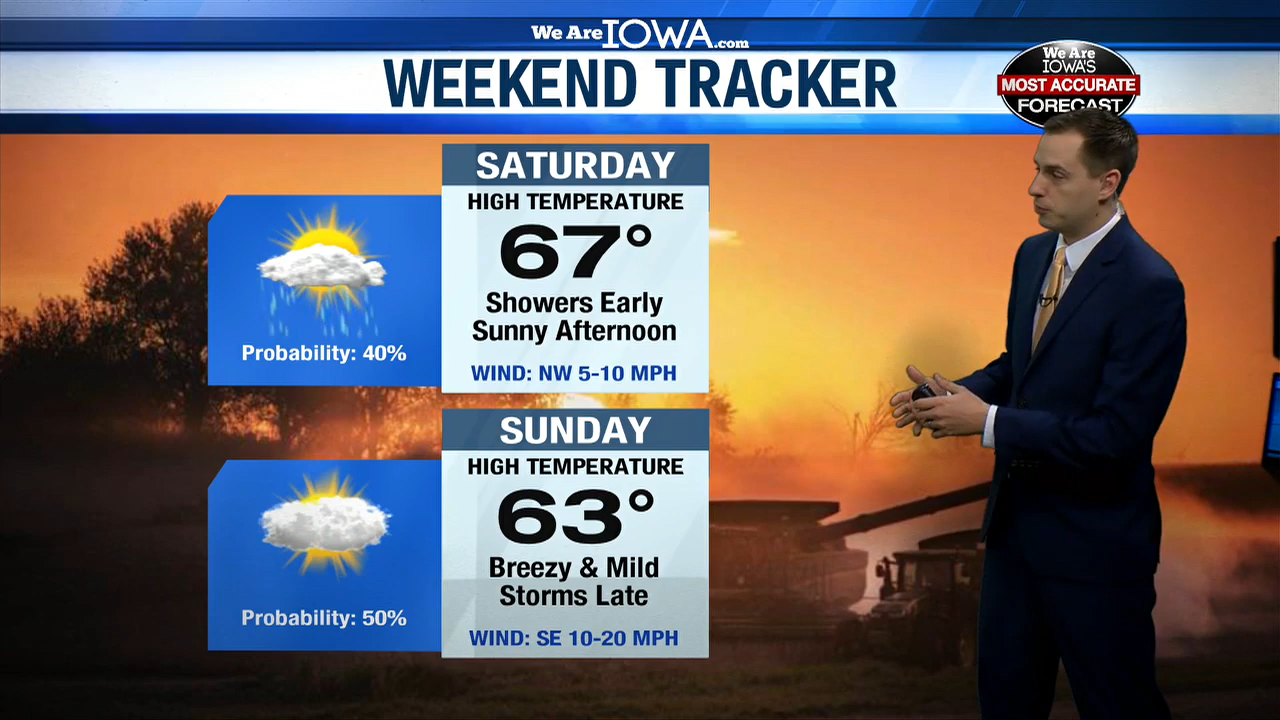 We Are IOWA.com
WEEKEND TRACKER
We Are
IOWA'S
MOST ACCURATE
FORECAST
SATURDAY
HIGH TEMPERATURE
67°
Showers Early
Sunny Afternoon
WIND: NW 5-10 MPH
Probability: 40%
SUNDAY
HIGH TEMPERATURE
63°
Breezy & Mild
Storms Late
WIND: SE 10-20 MPH
Probability: 50%